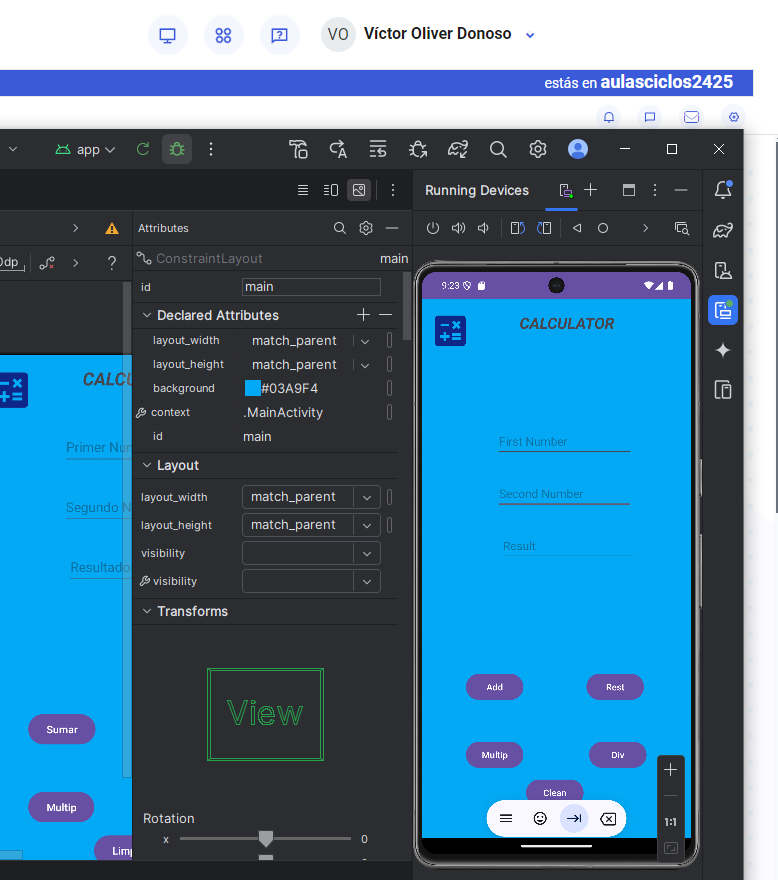 VO Víctor Oliver Donoso
estás en aulasciclos2425
app
Running Devices
Attributes
0dp
ConstraintLayout main
id main
Declared Attributes
layout_width match_parent
layout_height match_parent
background #03A9F4
context .MainActivity
id main
Layout
layout_width match_parent
layout_height match_parent
visibility
visibility
Transforms
View
Rotation
x 0
CALCU
Primer Nun
Segundo N
Resultado
Sumar
Multip
Limp
9:23
CALCULATOR
First Number
Second Number
Result
Add Rest
Multip Div
Clean
1:1